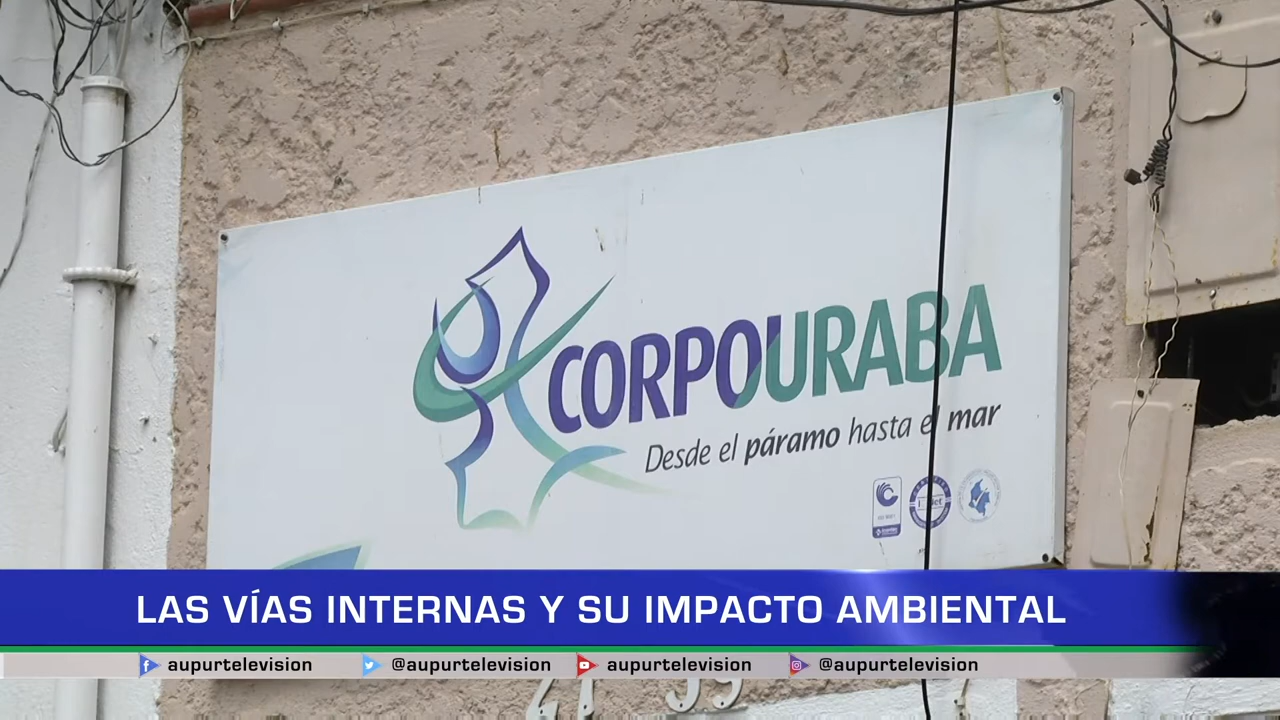 CORPOURABA
Desde el páramo hasta el mar
LAS VÍAS INTERNAS Y SU IMPACTO AMBIENTAL
aupurtelevision @aupurtelevision aupurtelevision @aupurtelevision